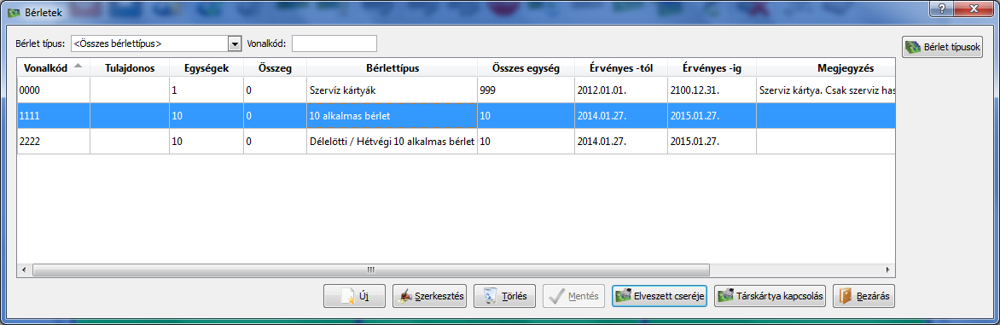 Bérletek
Bérlet típus: <Összes bérlettípus> Vonalkód:
Bérlet típusok
Vonalkód Tulajdonos Egységek Összeg Bérlettípus Összes egység Érvényes -tól Érvényes -ig Megjegyzés
0000 1 0 Szervíz kártyák 999 2012.01.01. 2100.12.31. Szerviz kártya. Csak szerviz has
1111 10 0 10 alkalmas bérlet 10 2014.01.27. 2015.01.27.
2222 10 0 Délelötti / Hétvégi 10 alkalmas bérlet 10 2014.01.27. 2015.01.27.
Új Szerkesztés Törlés Mentés Elveszett cseréje Társkártya kapcsolás Bezárás